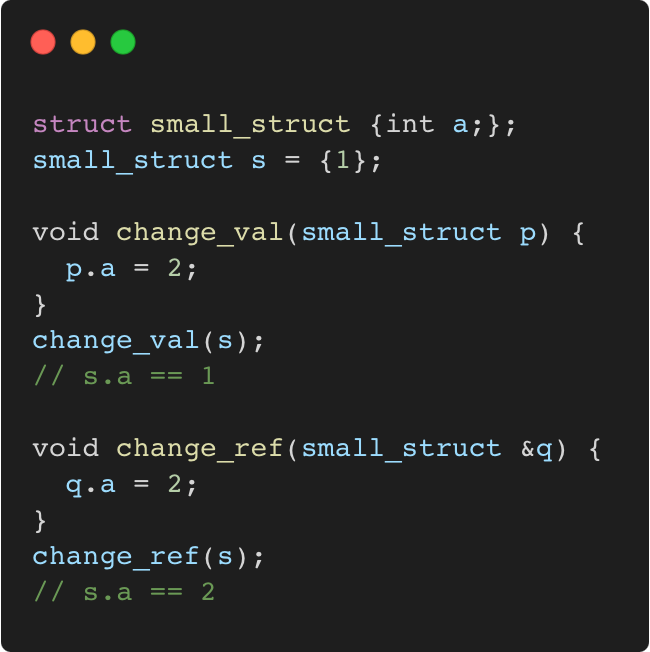 struct small_struct {int a;};
small_struct s = {1};

void change_val(small_struct p) {
  p.a = 2;
}
change_val(s);
// s.a == 1

void change_ref(small_struct &q) {
  q.a = 2;
}
change_ref(s);
// s.a == 2